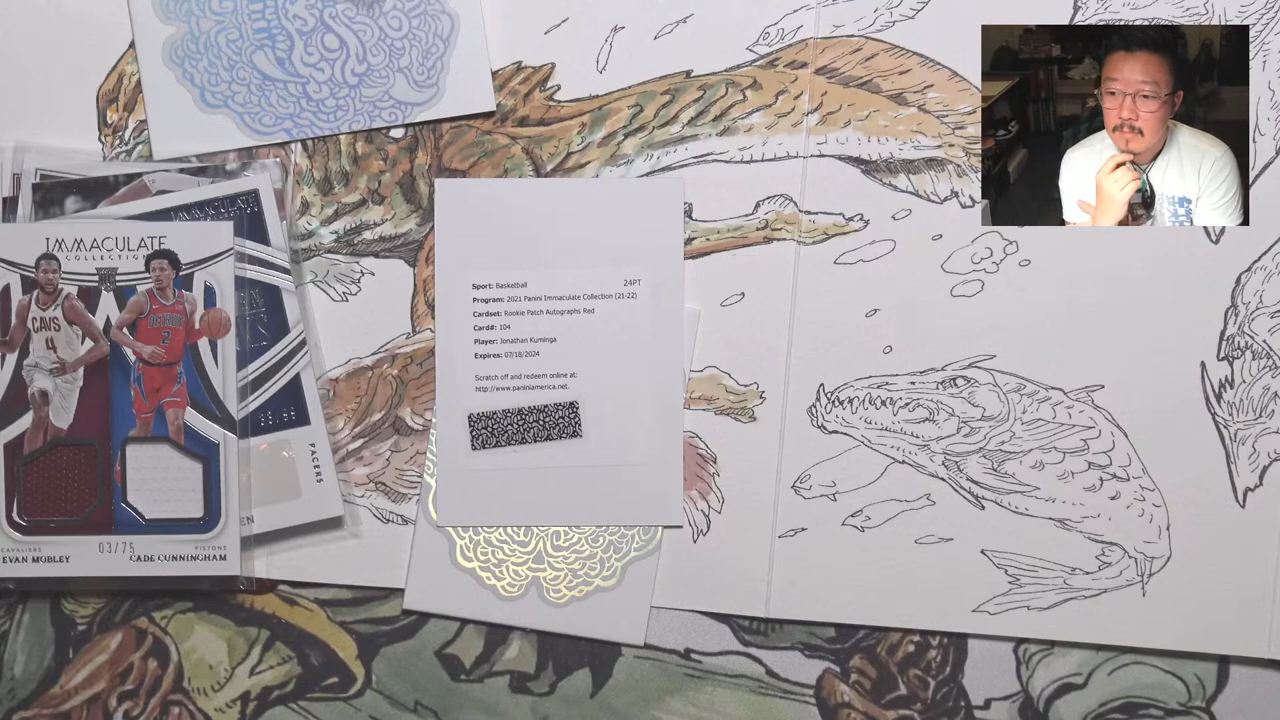 IMMACULATE
COLLECTION
CAVS
4
DETROIT
2
03/75
CAVALIERS
EVAN MOBLEY
PISTONS
CADE CUNNINGHAM
IMMACULATE
PACERS
Sport: Basketball
24PT
Program: 2021 Panini Immaculate Collection (21-22)
Cardset: Rookie Patch Autographs Red
Card#: 104
Player: Jonathan Kuminga
Expires: 07/18/2024
Scratch off and redeem online at:
http://www.paniniamerica.net.